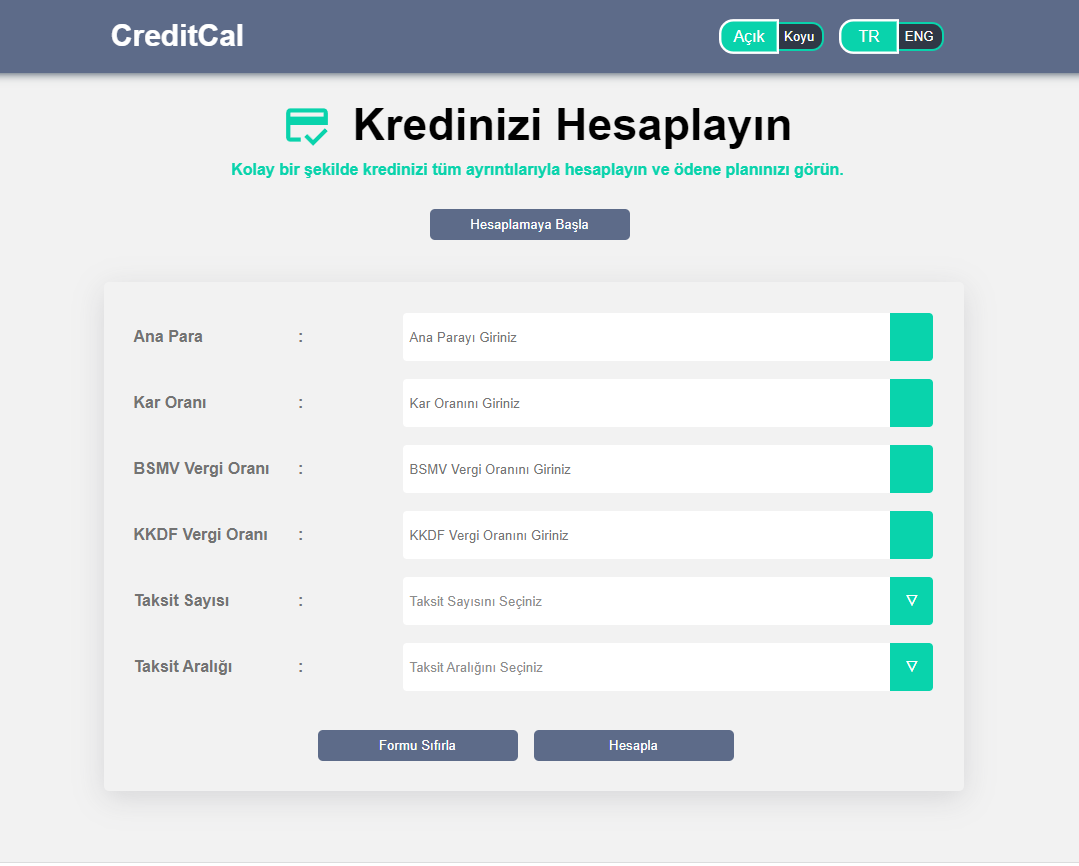 CreditCal
Açık Koyu TR ENG
Kredinizi Hesaplayın
Kolay bir şekilde kredinizi tüm ayrıntılarıyla hesaplayın ve ödene planınızı görün.
Hesaplamaya Başla
Ana Para : Ana Parayı Giriniz
Kar Oranı : Kar Oranını Giriniz
BSMV Vergi Oranı : BSMV Vergi Oranını Giriniz
KKDF Vergi Oranı : KKDF Vergi Oranını Giriniz
Taksit Sayısı : Taksit Sayısını Seçiniz
Taksit Aralığı : Taksit Aralığını Seçiniz
Formu Sıfırla Hesapla